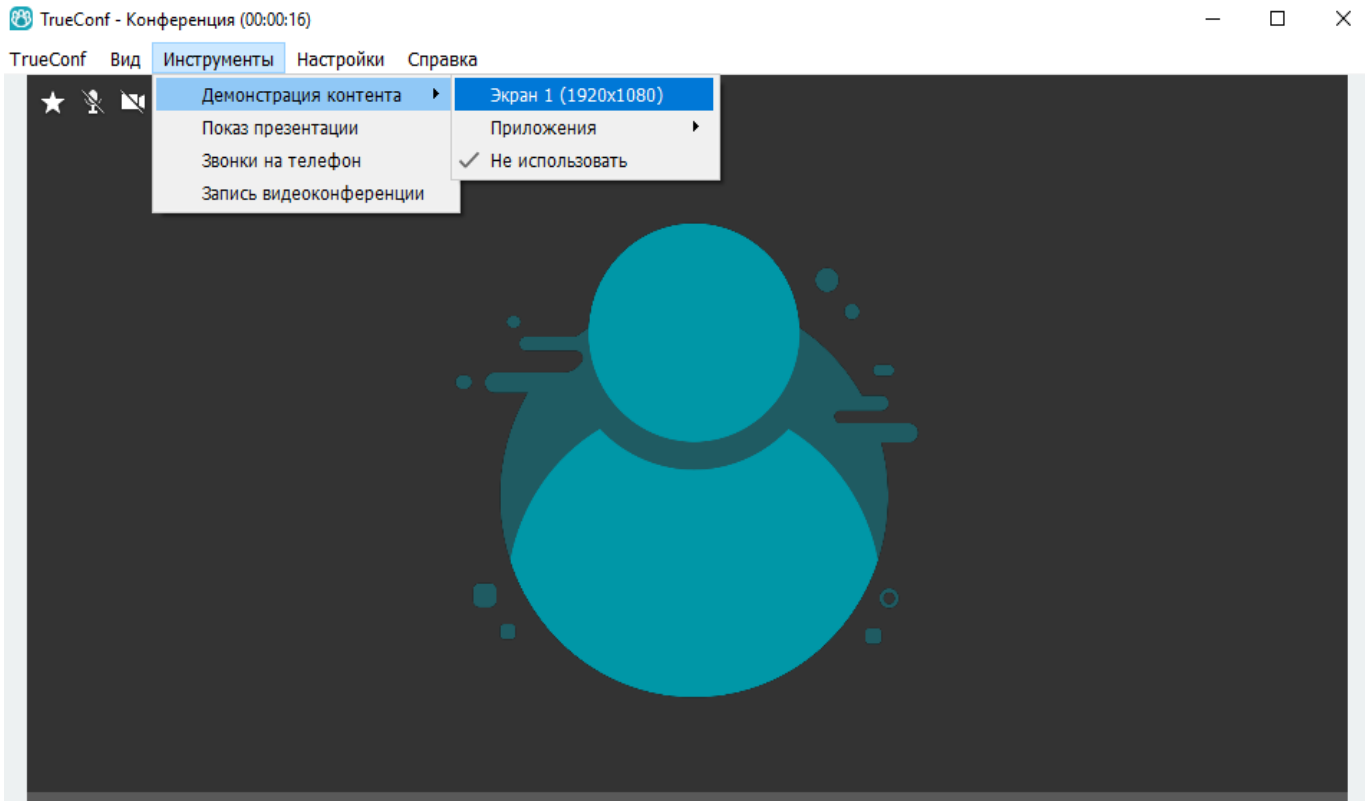 TrueConf - Конференция (00:00:16)
TrueConf Вид Инструменты Настройки Справка
Демонстрация контента
Показ презентации
Звонки на телефон
Запись видеоконференции
Экран 1 (1920x1080)
Приложения
Не использовать